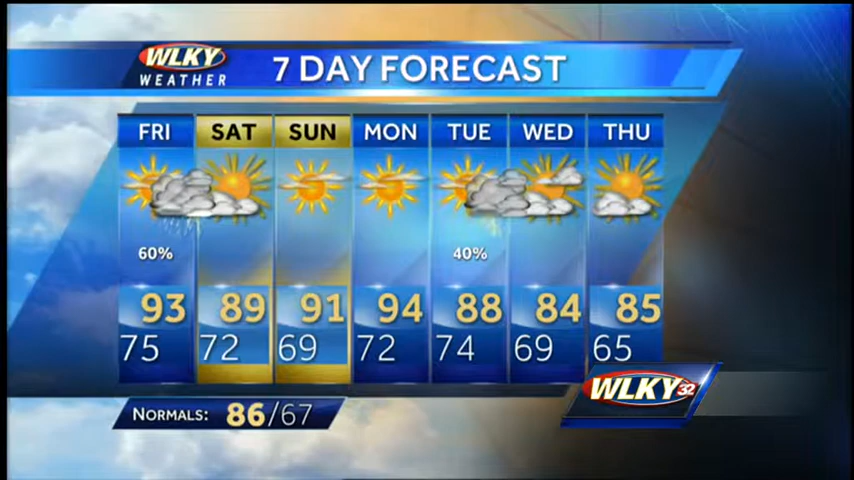 WLKY
WEATHER
7 DAY FORECAST
FRI SAT SUN MON TUE WED THU
60% 40%
93 89 91 94 88 84 85
75 72 69 72 74 69 65
WLKY 32
NORMALS: 86/67